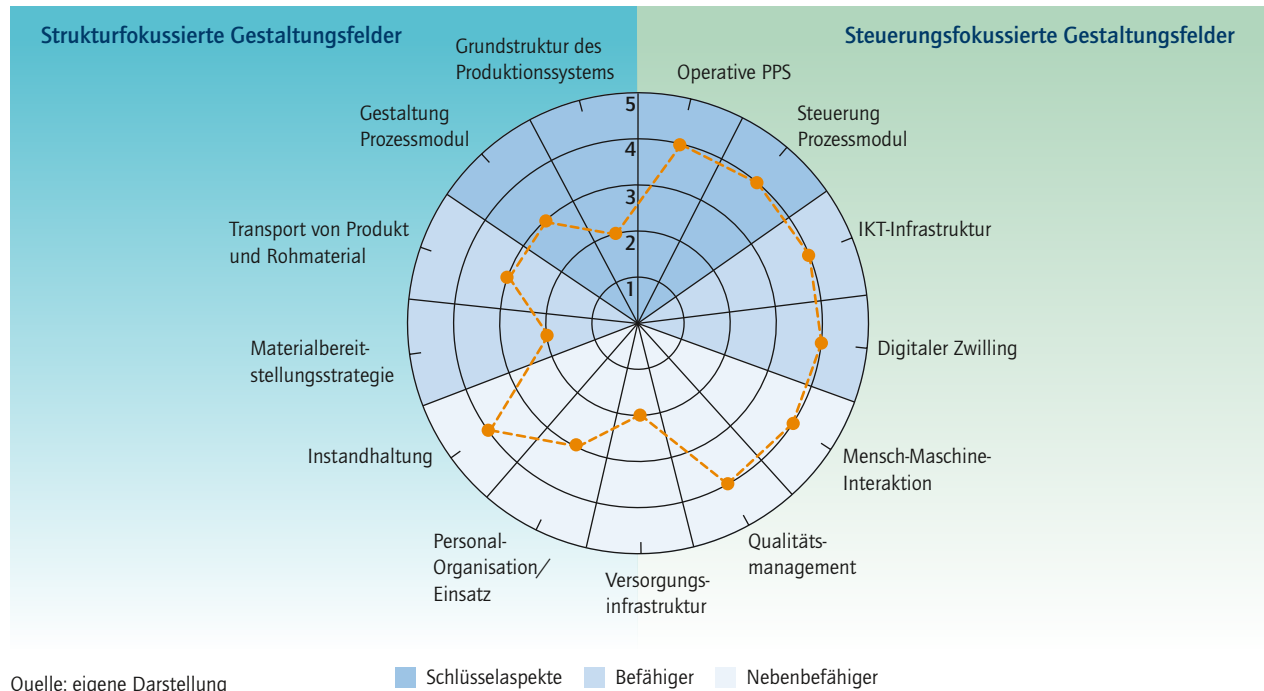 Strukturfokussierte Gestaltungsfelder
Steuerungsfokussierte Gestaltungsfelder
Grundstruktur des
Produktionssystems
Operative PPS
Gestaltung
Prozessmodul
Steuerung
Prozessmodul
5
4
3
2
1
Transport von Produkt
und Rohmaterial
IKT-Infrastruktur
Materialbereit-
stellungsstrategie
Digitaler Zwilling
Instandhaltung
Mensch-Maschine-
Interaktion
Personal-
Organisation/
Einsatz
Versorgungs-
infrastruktur
Qualitäts-
management
Quelle: eigene Darstellung
Schlüsselaspekte
Befähiger
Nebenbefähiger